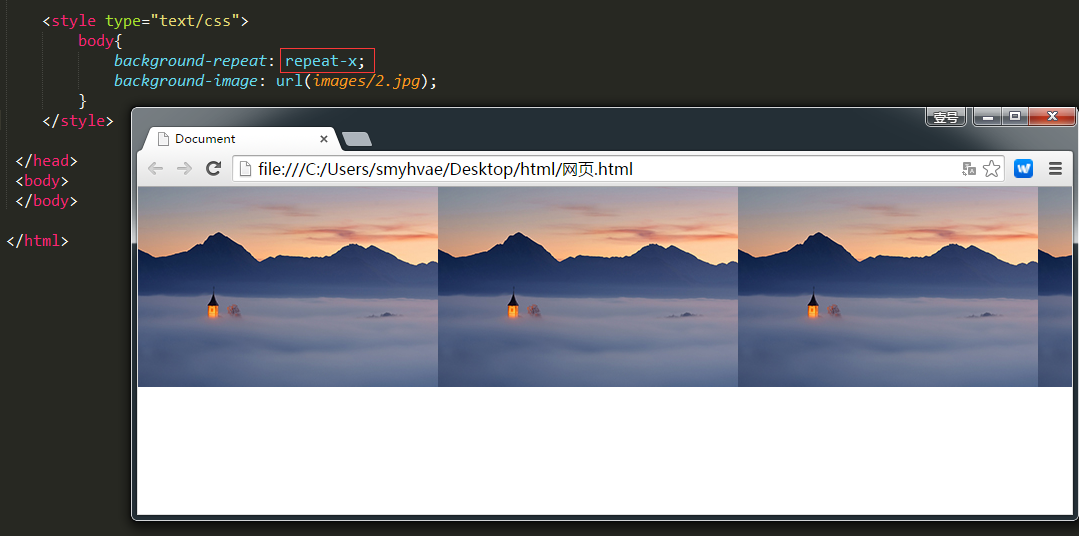 <style type="text/css">
body{
background-repeat: repeat-x;
background-image: url(images/2.jpg);
}
</style>
</head>
<body>
</body>
</html>
壹号
Document
file:///C:/Users/smyhvae/Desktop/html/网页.html